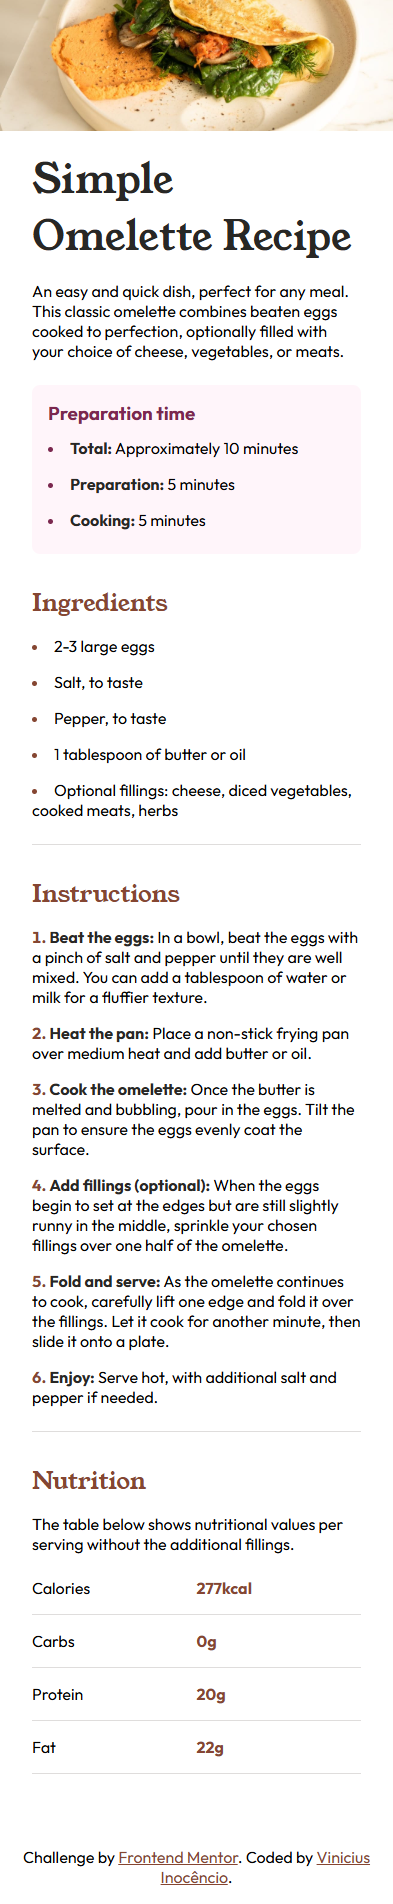 Simple
Omelette Recipe
An easy and quick dish, perfect for any meal.
This classic omelette combines beaten eggs
cooked to perfection, optionally filled with
your choice of cheese, vegetables, or meats.
Preparation time
• Total: Approximately 10 minutes
• Preparation: 5 minutes
• Cooking: 5 minutes
Ingredients
• 2-3 large eggs
• Salt, to taste
• Pepper, to taste
• 1 tablespoon of butter or oil
• Optional fillings: cheese, diced vegetables,
cooked meats, herbs
Instructions
1. Beat the eggs: In a bowl, beat the eggs with
a pinch of salt and pepper until they are well
mixed. You can add a tablespoon of water or
milk for a fluffier texture.
2. Heat the pan: Place a non-stick frying pan
over medium heat and add butter or oil.
3. Cook the omelette: Once the butter is
melted and bubbling, pour in the eggs. Tilt the
pan to ensure the eggs evenly coat the
surface.
4. Add fillings (optional): When the eggs
begin to set at the edges but are still slightly
runny in the middle, sprinkle your chosen
fillings over one half of the omelette.
5. Fold and serve: As the omelette continues
to cook, carefully lift one edge and fold it over
the fillings. Let it cook for another minute, then
slide it onto a plate.
6. Enjoy: Serve hot, with additional salt and
pepper if needed.
Nutrition
The table below shows nutritional values per
serving without the additional fillings.
Calories 277kcal
Carbs 0g
Protein 20g
Fat 22g
Challenge by Frontend Mentor. Coded by Vinicius
Inocêncio.